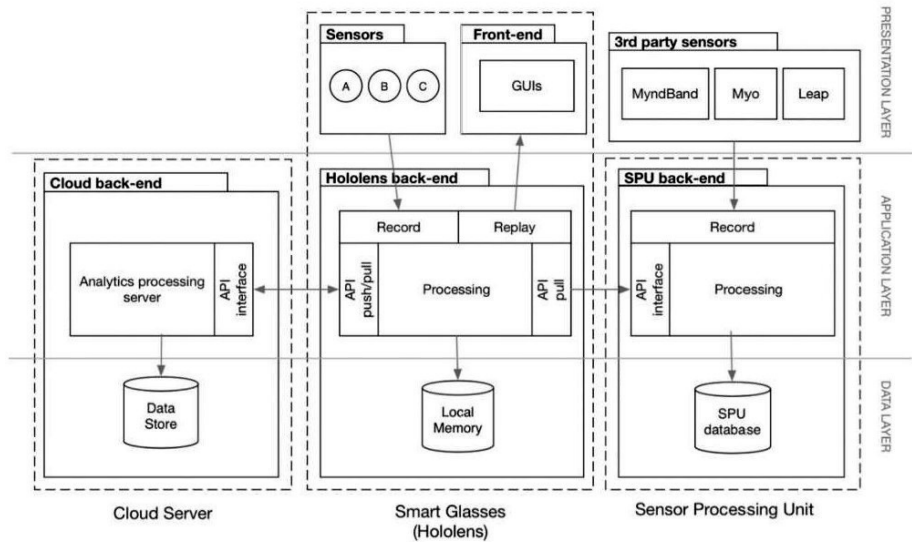 Sensors
Front-end
3rd party sensors
A
B
C
GUIs
MyndBand
Myo
Leap
PRESENTATION LAYER
Cloud back-end
Hololens back-end
SPU back-end
Record
Replay
Record
Analytics processing
server
API
interface
API
push/pull
Processing
API
pull
API
interface
Processing
APPLICATION LAYER
Data
Store
Local
Memory
SPU
database
DATA LAYER
Cloud Server
Smart Glasses
(Hololens)
Sensor Processing Unit